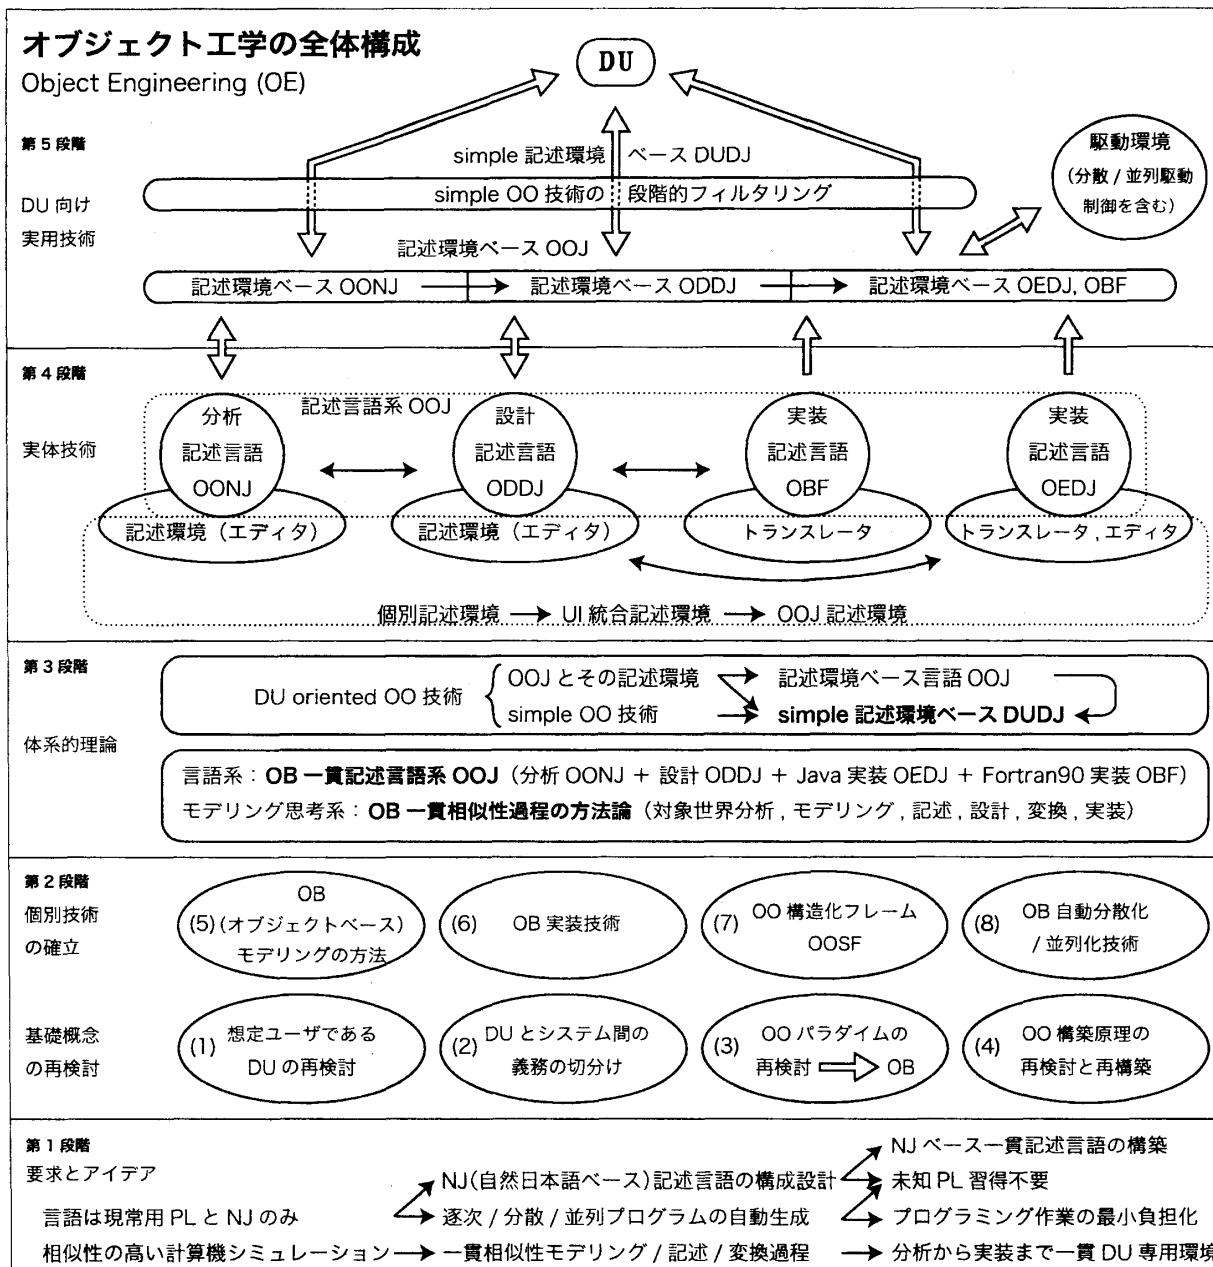 オブジェクト工学の全体構成
Object Engineering (OE)
DU
第5段階
DU 向け
実用技術
simple 記述環境 ベース DUDJ
simple OO 技術の 段階的フィルタリング
駆動環境
(分散 / 並列駆動
制御を含む)
記述環境ベース OOJ
記述環境ベース OONJ
記述環境ベース ODDJ
記述環境ベース OEDJ, OBF
第4段階
実体技術
記述言語系 OOJ
分析
記述言語
OONJ
記述環境 (エディタ)
設計
記述言語
ODDJ
記述環境 (エディタ)
実装
記述言語
OBF
トランスレータ
実装
記述言語
OEDJ
トランスレータ , エディタ
個別記述環境 → UI 統合記述環境 → OOJ 記述環境
第3段階
体系的理論
DU oriented OO 技術
OOJ とその記述環境
記述環境ベース言語 OOJ
simple OO 技術
simple 記述環境ベース DUDJ
言語系 : OB 一貫記述言語系 OOJ (分析 OONJ + 設計 ODDJ + Java 実装 OEDJ + Fortran90 実装 OBF)
モデリング思考系 : OB 一貫相似性過程の方法論 (対象世界分析 , モデリング , 記述 , 設計 , 変換 , 実装)
第2段階
個別技術
の確立
OB
(5) (オブジェクトベース)
モデリングの方法
(6) OB 実装技術
(7) OO 構造化フレーム
OOSF
(8) OB 自動分散化
/ 並列化技術
基礎概念
の再検討
(1) 想定ユーザである
DU の再検討
(2) DU とシステム間の
義務の切分け
(3) OO パラダイムの
再検討 ⇒ OB
(4) OO 構築原理の
再検討と再構築
第1段階
要求とアイデア
NJ ベース一貫記述言語の構築
NJ(自然日本語ベース)記述言語の構成設計
未知 PL 習得不要
言語は現常用 PL と NJ のみ
逐次 / 分散 / 並列プログラムの自動生成
プログラミング作業の最小負担化
相似性の高い計算機シミュレーション → 一貫相似性モデリング / 記述 / 変換過程 → 分析から実装まで一貫 DU 専用環境